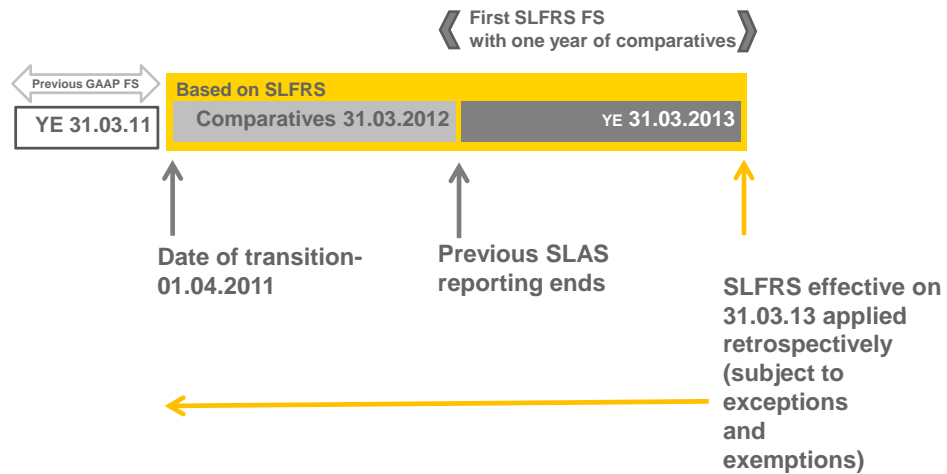 First SLFRS FS
with one year of comparatives
Previous GAAP FS
Based on SLFRS
YE 31.03.11
Comparatives 31.03.2012
YE 31.03.2013
Date of transition-
01.04.2011
Previous SLAS
reporting ends
SLFRS effective on
31.03.13 applied
retrospectively
(subject to
exceptions
and
exemptions)